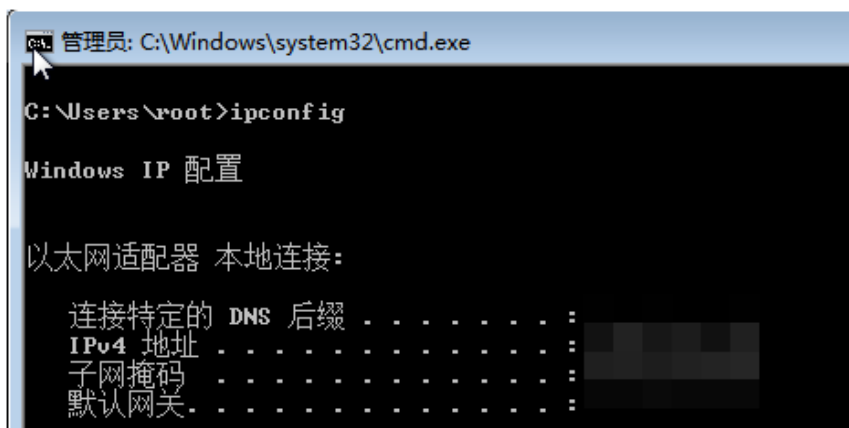 管理员: C:\Windows\system32\cmd.exe
C:\Users\root>ipconfig
Windows IP 配置
以太网适配器 本地连接:
连接特定的 DNS 后缀 . . . . . . . :
IPv4 地址 . . . . . . . . . . . . :
子网掩码 . . . . . . . . . . . . :
默认网关. . . . . . . . . . . . . :